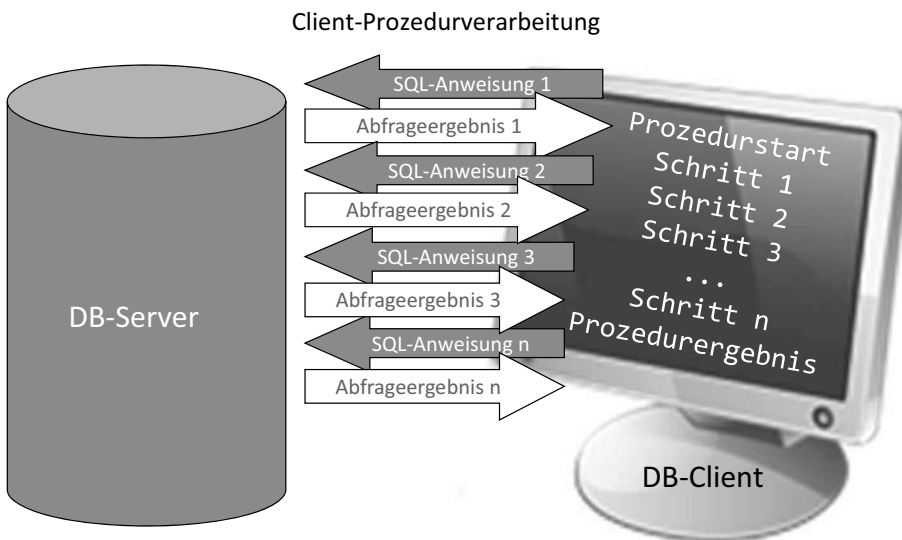 Client-Prozedurverarbeitung
SQL-Anweisung 1
Abfrageergebnis 1
SQL-Anweisung 2
Abfrageergebnis 2
SQL-Anweisung 3
Abfrageergebnis 3
SQL-Anweisung n
Abfrageergebnis n
DB-Server
Prozedurstart
Schritt 1
Schritt 2
Schritt 3
...
Schritt n
Prozedurergebnis
DB-Client